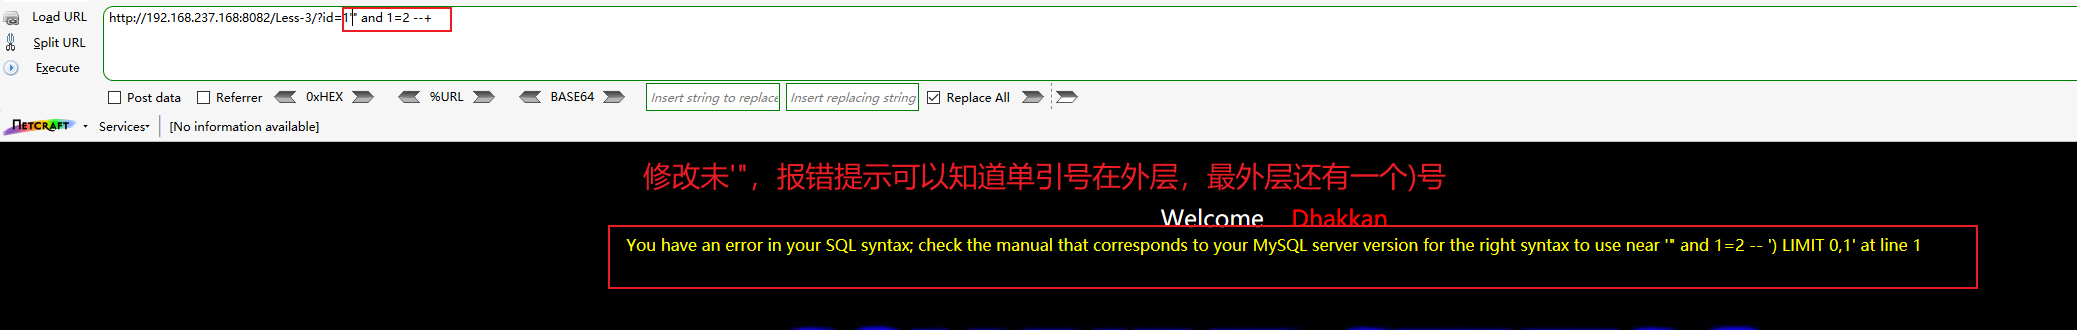 Load URL
http://192.168.237.168:8082/Less-3/?id=1'" and 1=2 --+
Split URL
Execute
Post data Referrer 0xHEX %URL BASE64 Insert string to replace Insert replacing string Replace All
NETCRAFT Services [No information available]
修改未'"，报错提示可以知道单引号在外层，最外层还有一个)号
Welcome Dhakkan
You have an error in your SQL syntax; check the manual that corresponds to your MySQL server version for the right syntax to use near '" and 1=2 -- ') LIMIT 0,1' at line 1